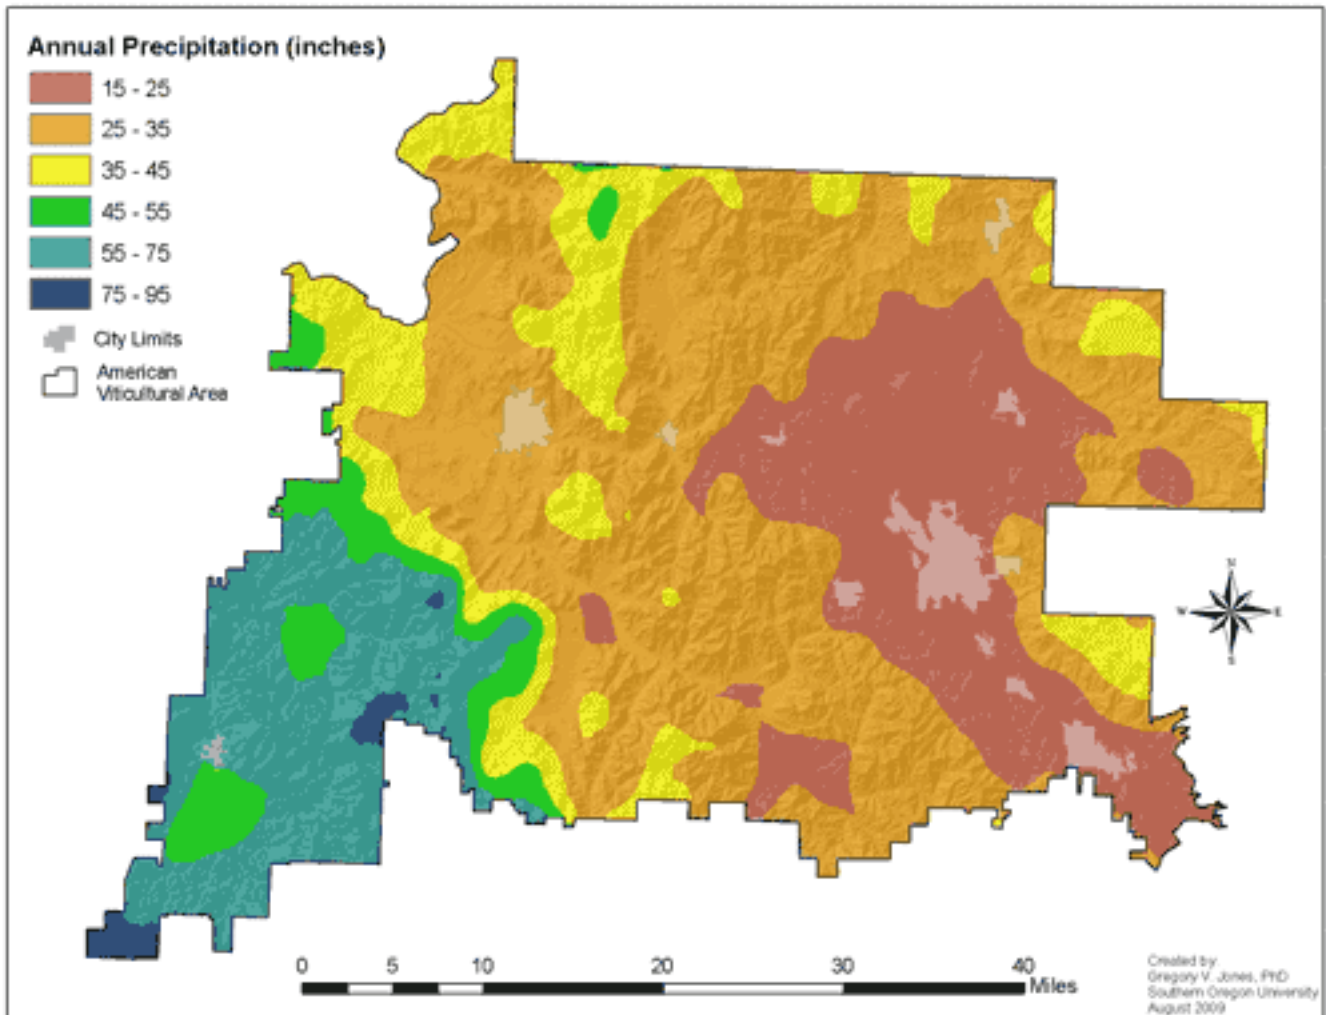 Annual Precipitation (inches)
15 - 25
25 - 35
35 - 45
45 - 55
55 - 75
75 - 95
City Limits
American
Viticultural Area
N
W
E
S
0
5
10
20
30
40
Miles
Created by:
Gregory V. Jones, PhD
Southern Oregon University
August 2009